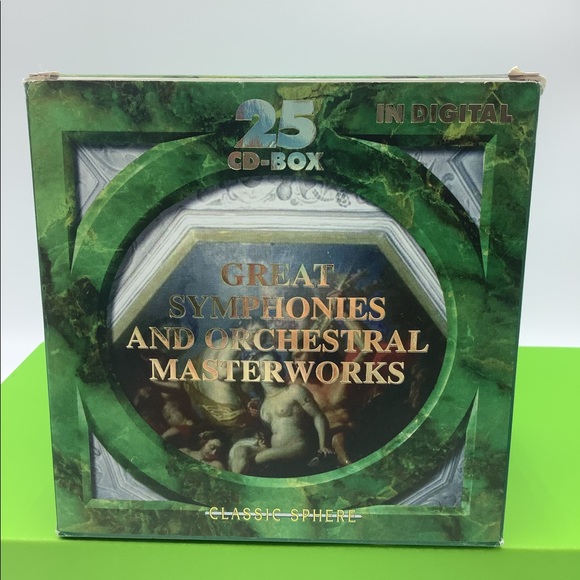 25
CD-BOX
IN DIGITAL
GREAT
SYMPHONIES
AND ORCHESTRAL
MASTERWORKS
CLASSIC SPHERE